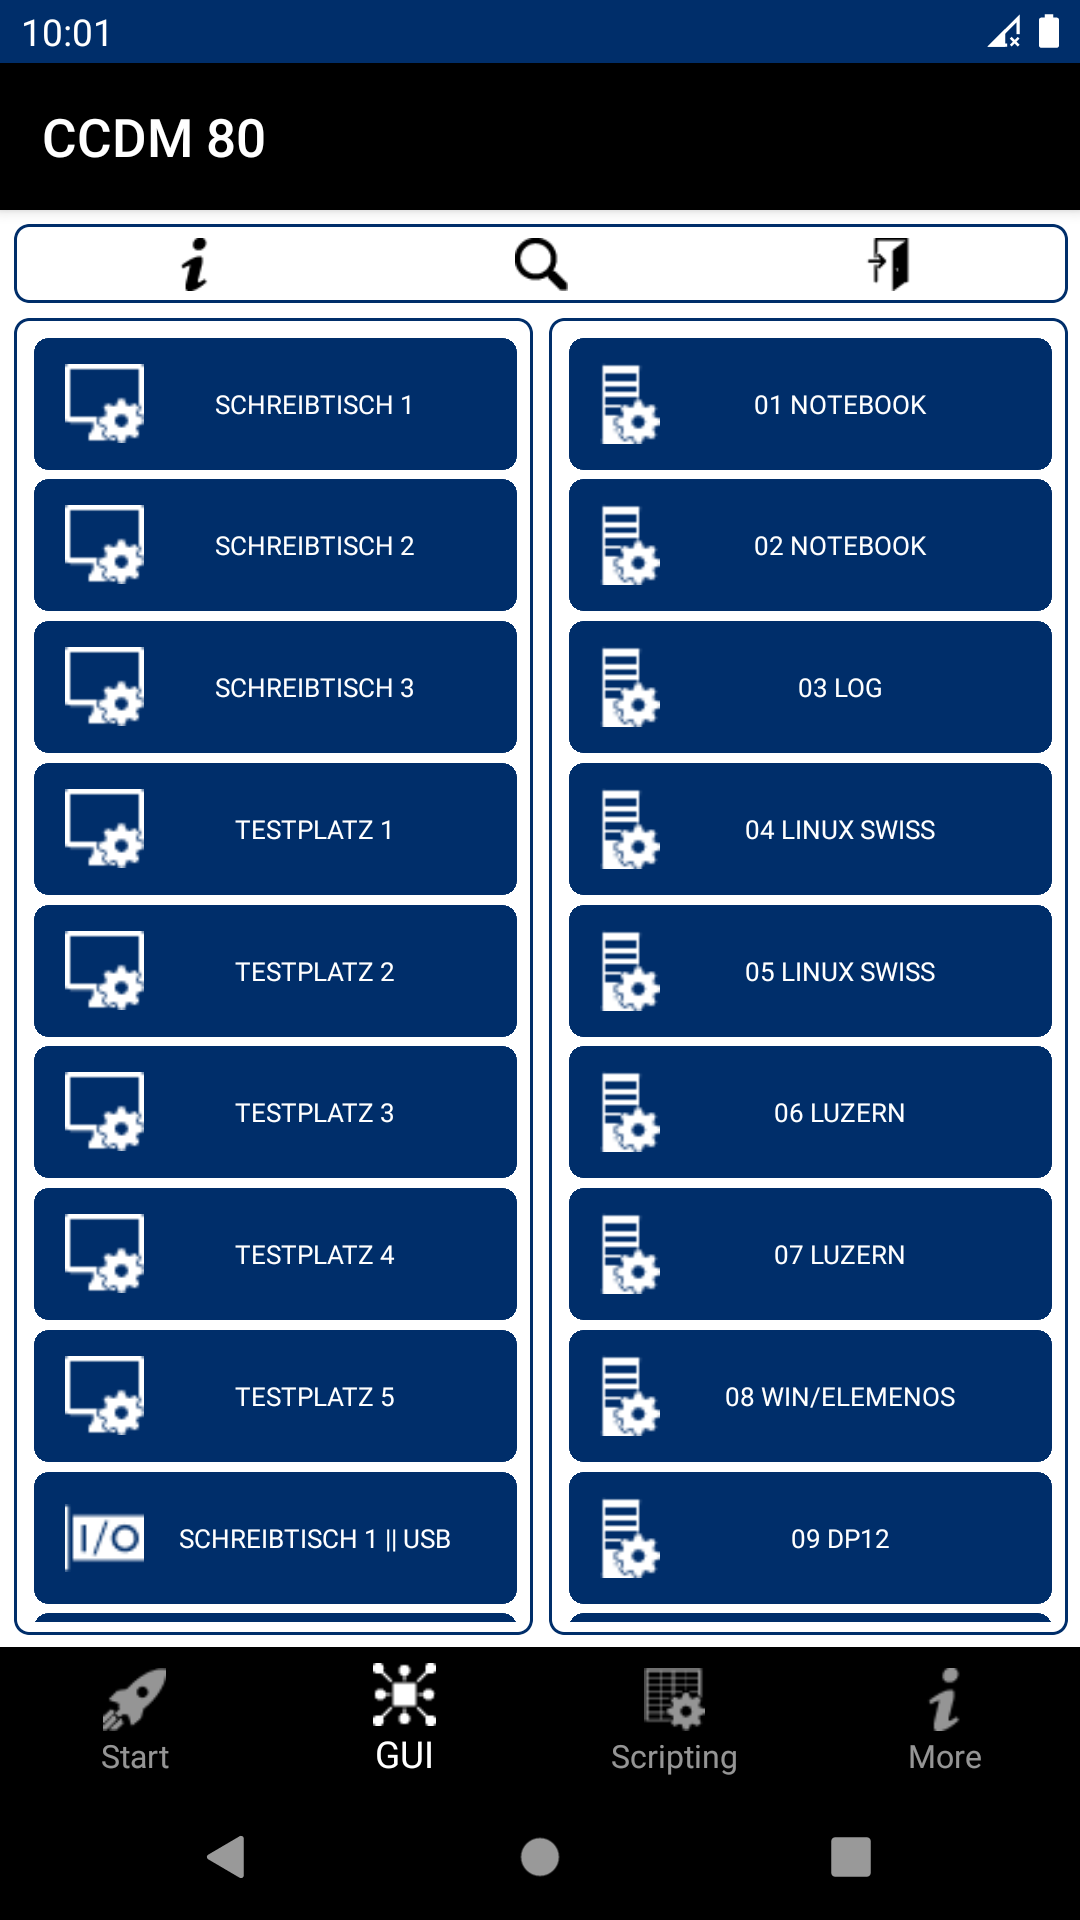 10:01
CCDM 80
SCHREIBTISCH 1
01 NOTEBOOK
SCHREIBTISCH 2
02 NOTEBOOK
SCHREIBTISCH 3
03 LOG
TESTPLATZ 1
04 LINUX SWISS
TESTPLATZ 2
05 LINUX SWISS
TESTPLATZ 3
06 LUZERN
TESTPLATZ 4
07 LUZERN
TESTPLATZ 5
08 WIN/ELEMENOS
I/O SCHREIBTISCH 1 || USB
09 DP12
Start
GUI
Scripting
More